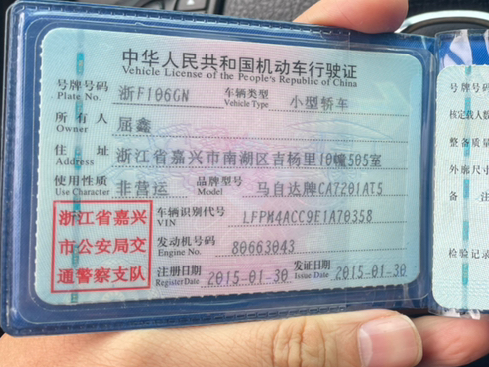 中华人民共和国机动车行驶证
Vehicle License of the People's Republic of China
号牌号码 浙F106GN 车辆类型 小型轿车
Plate No. Vehicle Type
所有人 屈鑫
Owner
住址 浙江省嘉兴市南湖区吉杨里10幢505室
Address
使用性质 非营运 品牌型号 马自达牌CA7201AT5
Use Character Model
浙江省嘉兴
市公安局交
通警察支队
车辆识别代号 LFPM4ACC9E1A70358
VIN
发动机号码 80663043
Engine No.
注册日期 2015-01-30 发证日期 2015-01-30
Register Date Issue Date
号牌号码
核定载人数
整备质量
外廓尺寸
备 注
检验记录